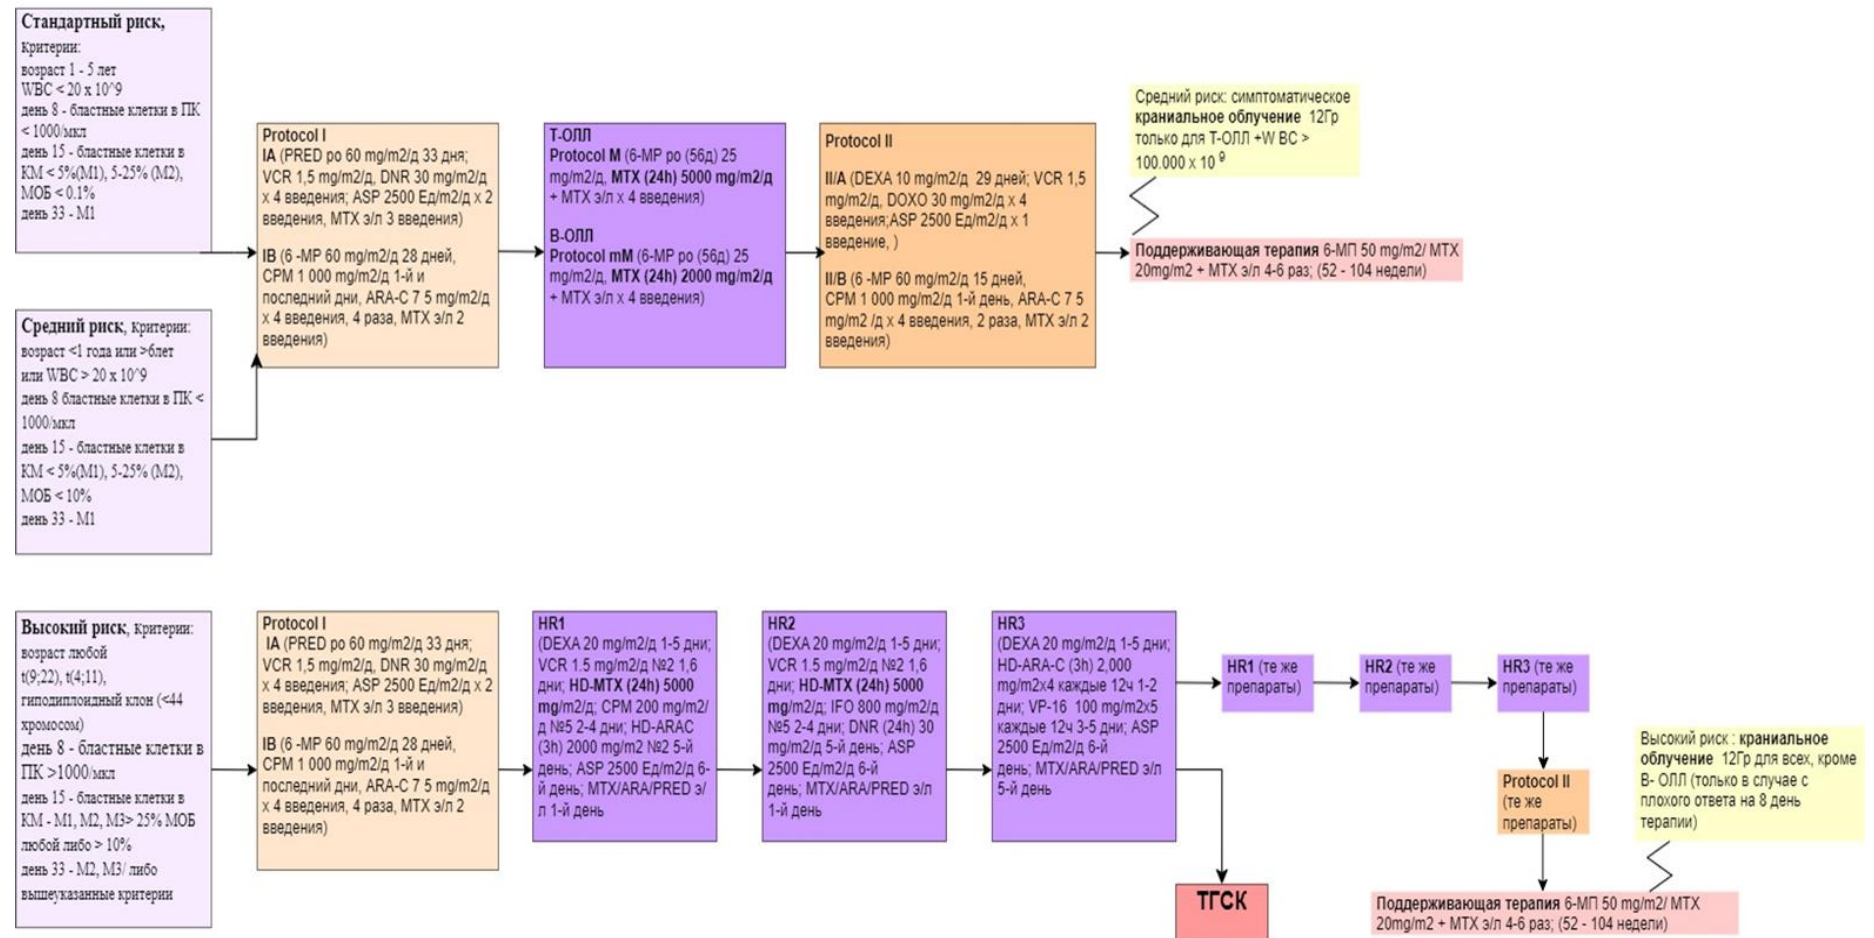 Стандартный риск,
Критерии:
возраст 1 - 5 лет
WBC < 20 x 10^9
день 8 - бластные клетки в ПК
< 1000/мкл
день 15 - бластные клетки в
КМ < 5%(М1), 5-25% (М2),
МОБ < 0.1%
день 33 - М1
Средний риск, Критерии:
возраст <1 года или >6лет
или WBC > 20 x 10^9
день 8 бластные клетки в ПК <
1000/мкл
день 15 - бластные клетки в
КМ < 5%(М1), 5-25% (М2),
МОБ < 10%
день 33 - М1
Protocol I
IA (PRED po 60 mg/m2/д 33 дня;
VCR 1,5 mg/m2/д, DNR 30 mg/m2/д
x 4 введения; ASP 2500 Ед/m2/д x 2
введения, MTX э/л 3 введения)
IB (6 -MP 60 mg/m2/д 28 дней,
CPM 1 000 mg/m2/д 1-й и
последний дни, ARA-C 7 5 mg/m2/д
x 4 введения, 4 раза, MTX э/л 2
введения)
Т-ОЛЛ
Protocol M (6-MP po (56д) 25
mg/m2/д, MTX (24h) 5000 mg/m2/д
+ MTX э/л x 4 введения)
В-ОЛЛ
Protocol mM (6-MP po (56д) 25
mg/m2/д, MTX (24h) 2000 mg/m2/д
+ MTX э/л x 4 введения)
Protocol II
II/A (DEXA 10 mg/m2/д 29 дней; VCR 1,5
mg/m2/д, DOXO 30 mg/m2/д x 4
введения;ASP 2500 Ед/m2/д x 1
введение, )
II/B (6 -MP 60 mg/m2/д 15 дней,
CPM 1 000 mg/m2/д 1-й день, ARA-C 7 5
mg/m2 /д x 4 введения, 2 раза, MTX э/л 2
введения)
Средний риск: симптоматическое
краниальное облучение 12Гр
только для Т-ОЛЛ +W BC >
100.000 x 10 9
Поддерживающая терапия 6-МП 50 mg/m2/ MTX
20mg/m2 + MTX э/л 4-6 раз; (52 - 104 недели)
Высокий риск, Критерии:
возраст любой
t(9;22), t(4;11),
гиподиплоидный клон (<44
хромосом)
день 8 - бластные клетки в
ПК >1000/мкл
день 15 - бластные клетки в
КМ - М1, М2, М3> 25% МОБ
любой либо > 10%
день 33 - М2, М3/ либо
вышеуказанные критерии
Protocol I
IA (PRED po 60 mg/m2/д 33 дня;
VCR 1,5 mg/m2/д, DNR 30 mg/m2/д
x 4 введения; ASP 2500 Ед/m2/д x 2
введения, MTX э/л 3 введения)
IB (6 -MP 60 mg/m2/д 28 дней,
CPM 1 000 mg/m2/д 1-й и
последний дни, ARA-C 7 5 mg/m2/д
x 4 введения, 4 раза, MTX э/л 2
введения)
HR1
(DEXA 20 mg/m2/д 1-5 дни;
VCR 1.5 mg/m2/д №2 1,6
дни; HD-MTX (24h) 5000
mg/m2/д; CPM 200 mg/m2/
д №5 2-4 дни; HD-ARAC
(3h) 2000 mg/m2 №2 5-й
день; ASP 2500 Ед/m2/д 6-
й день; MTX/ARA/PRED э/
л 1-й день
HR2
(DEXA 20 mg/m2/д 1-5 дни;
VCR 1.5 mg/m2/д №2 1,6
дни; HD-MTX (24h) 5000
mg/m2/д; IFO 800 mg/m2/д
№5 2-4 дни; DNR (24h) 30
mg/m2/д 5-й день; ASP
2500 Ед/m2/д 6-й
день; MTX/ARA/PRED э/л
1-й день
HR3
(DEXA 20 mg/m2/д 1-5 дни;
HD-ARA-C (3h) 2,000
mg/m2x4 каждые 12ч 1-2
дни; VP-16 100 mg/m2x5
каждые 12ч 3-5 дни; ASP
2500 Ед/m2/д 6-й
день; MTX/ARA/PRED э/л
5-й день
HR1 (те же
препараты)
HR2 (те же
препараты)
HR3 (те же
препараты)
Protocol II
(те же
препараты)
Высокий риск : краниальное
облучение 12Гр для всех, кроме
В- ОЛЛ (только в случае с
плохого ответа на 8 день
терапии)
ТГСК
Поддерживающая терапия 6-МП 50 mg/m2/ MTX
20mg/m2 + MTX э/л 4-6 раз; (52 - 104 недели)